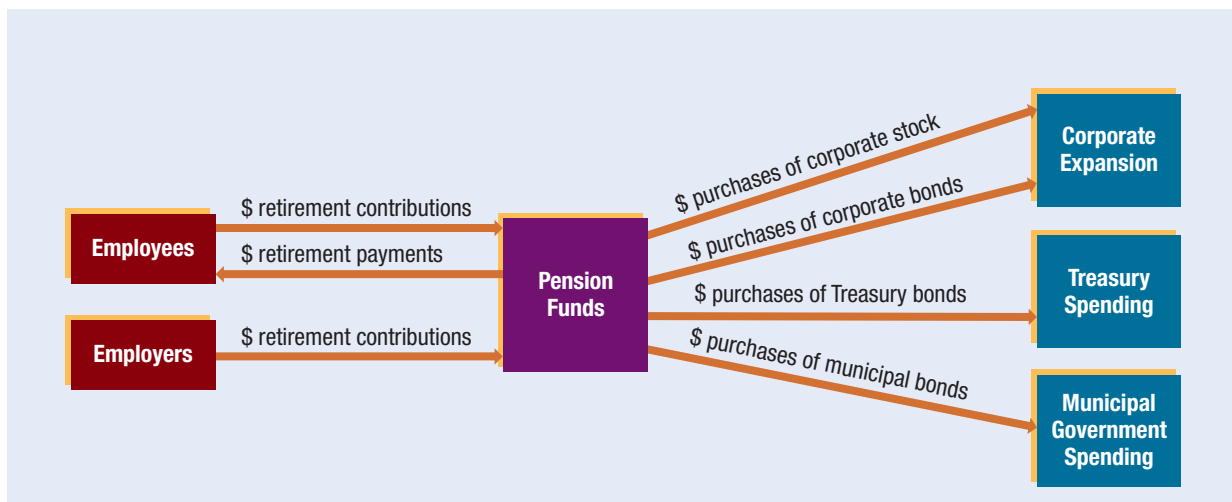 $ purchases of corporate stock
Corporate
Expansion
$ retirement contributions
$ purchases of corporate bonds
Employees
$ retirement payments
Pension
Funds
$ purchases of Treasury bonds
Treasury
Spending
Employers
$ retirement contributions
$ purchases of municipal bonds
Municipal
Government
Spending